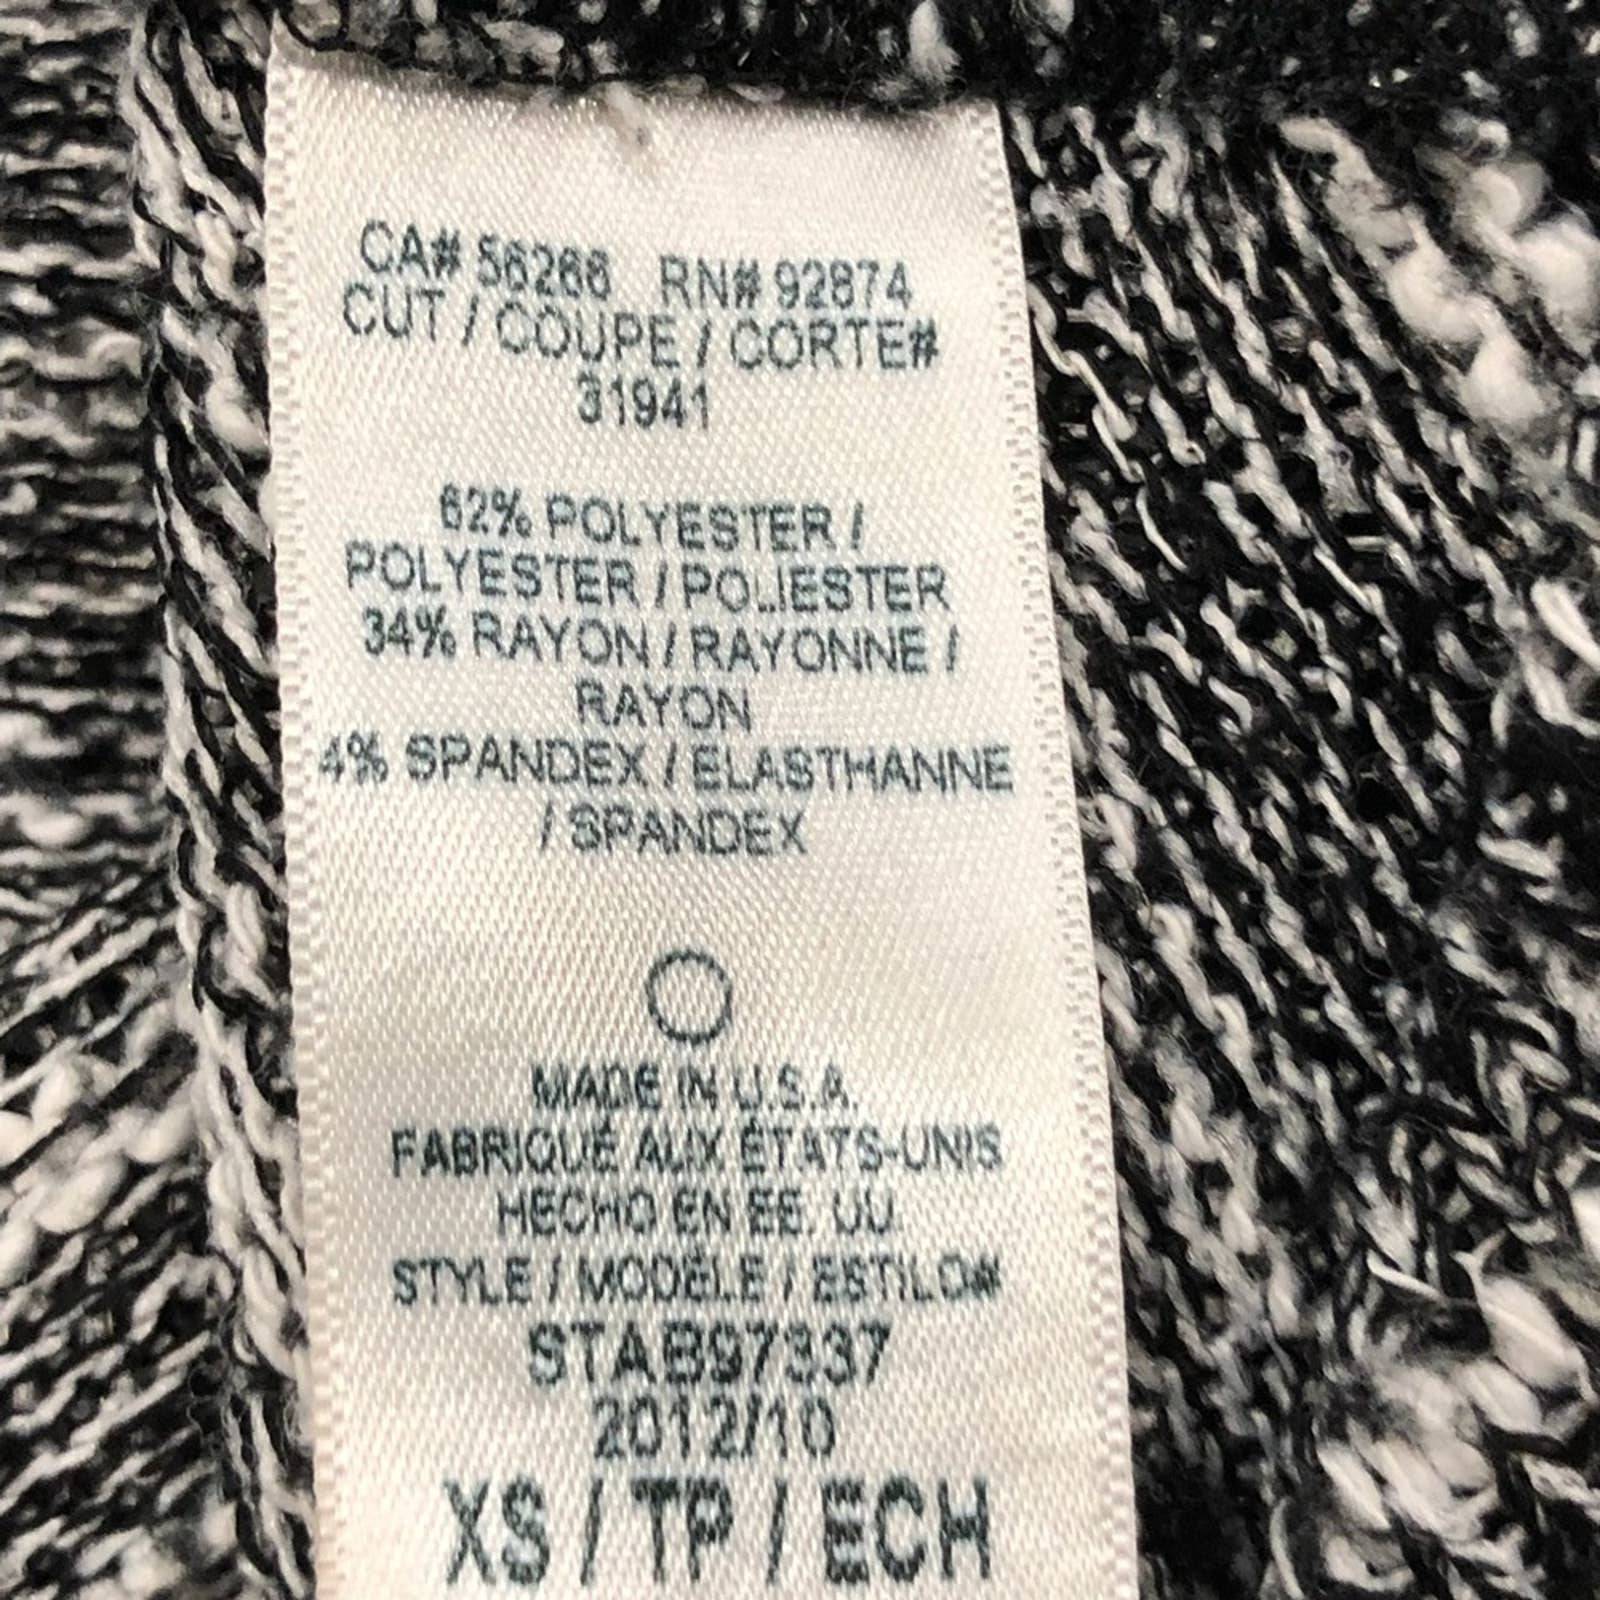 CA# 56266 RN# 92874
CUT / COUPE / CORTE#
31941
62% POLYESTER /
POLYESTER / POLIESTER
34% RAYON / RAYONNE /
RAYON
4% SPANDEX / ELASTHANNE
/ SPANDEX
MADE IN U.S.A.
FABRIQUÉ AUX ÉTATS-UNIS
HECHO EN EE. UU.
STYLE / MODÈLE / ESTILO#
STAB97337
2012/10
XS / TP / ECH